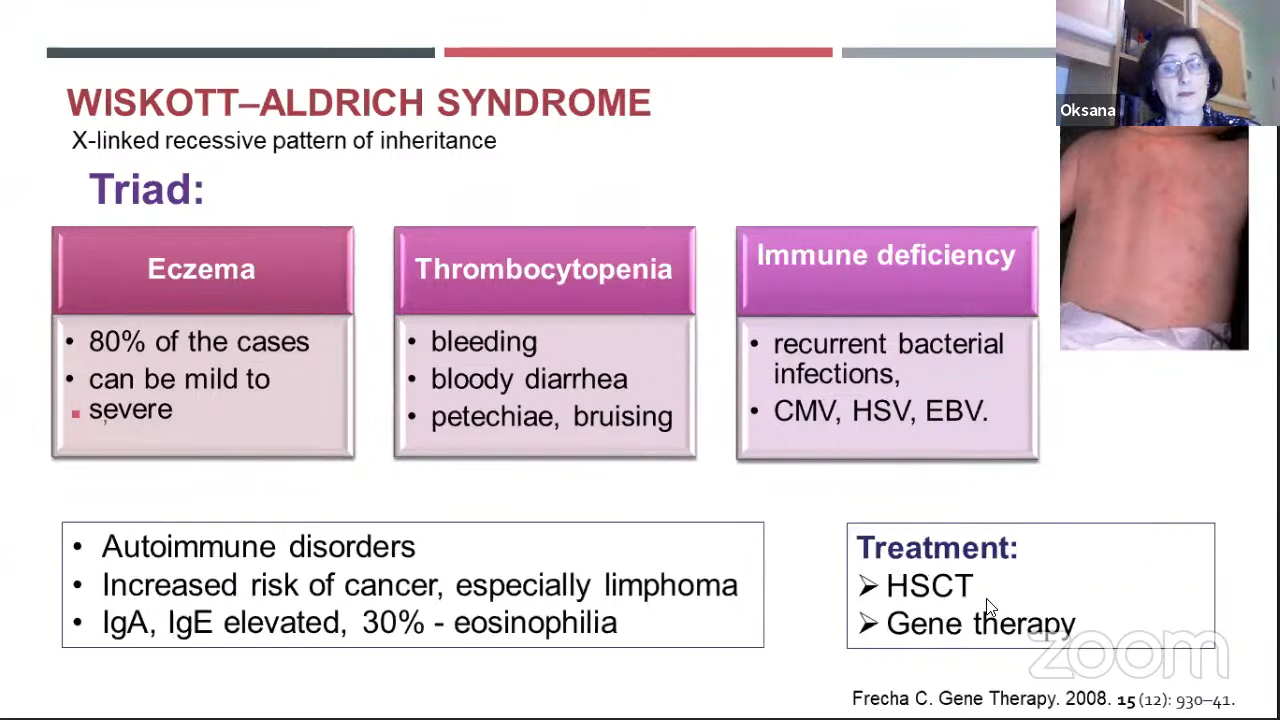 WISKOTT–ALDRICH SYNDROME
X-linked recessive pattern of inheritance
Triad:
Eczema
• 80% of the cases
• can be mild to
severe
Thrombocytopenia
• bleeding
• bloody diarrhea
• petechiae, bruising
Immune deficiency
• recurrent bacterial
infections,
• CMV, HSV, EBV.
• Autoimmune disorders
• Increased risk of cancer, especially limphoma
• IgA, IgE elevated, 30% - eosinophilia
Treatment:
➢ HSCT
➢ Gene therapy
Frecha C. Gene Therapy. 2008. 15 (12): 930–41.
Oksana
zoom